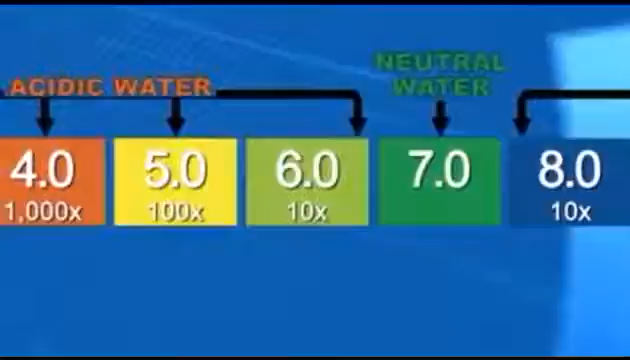 NEUTRAL
ACIDIC WATER WATER
4.0 5.0 6.0 7.0 8.0
1,000x 100x 10x 10x